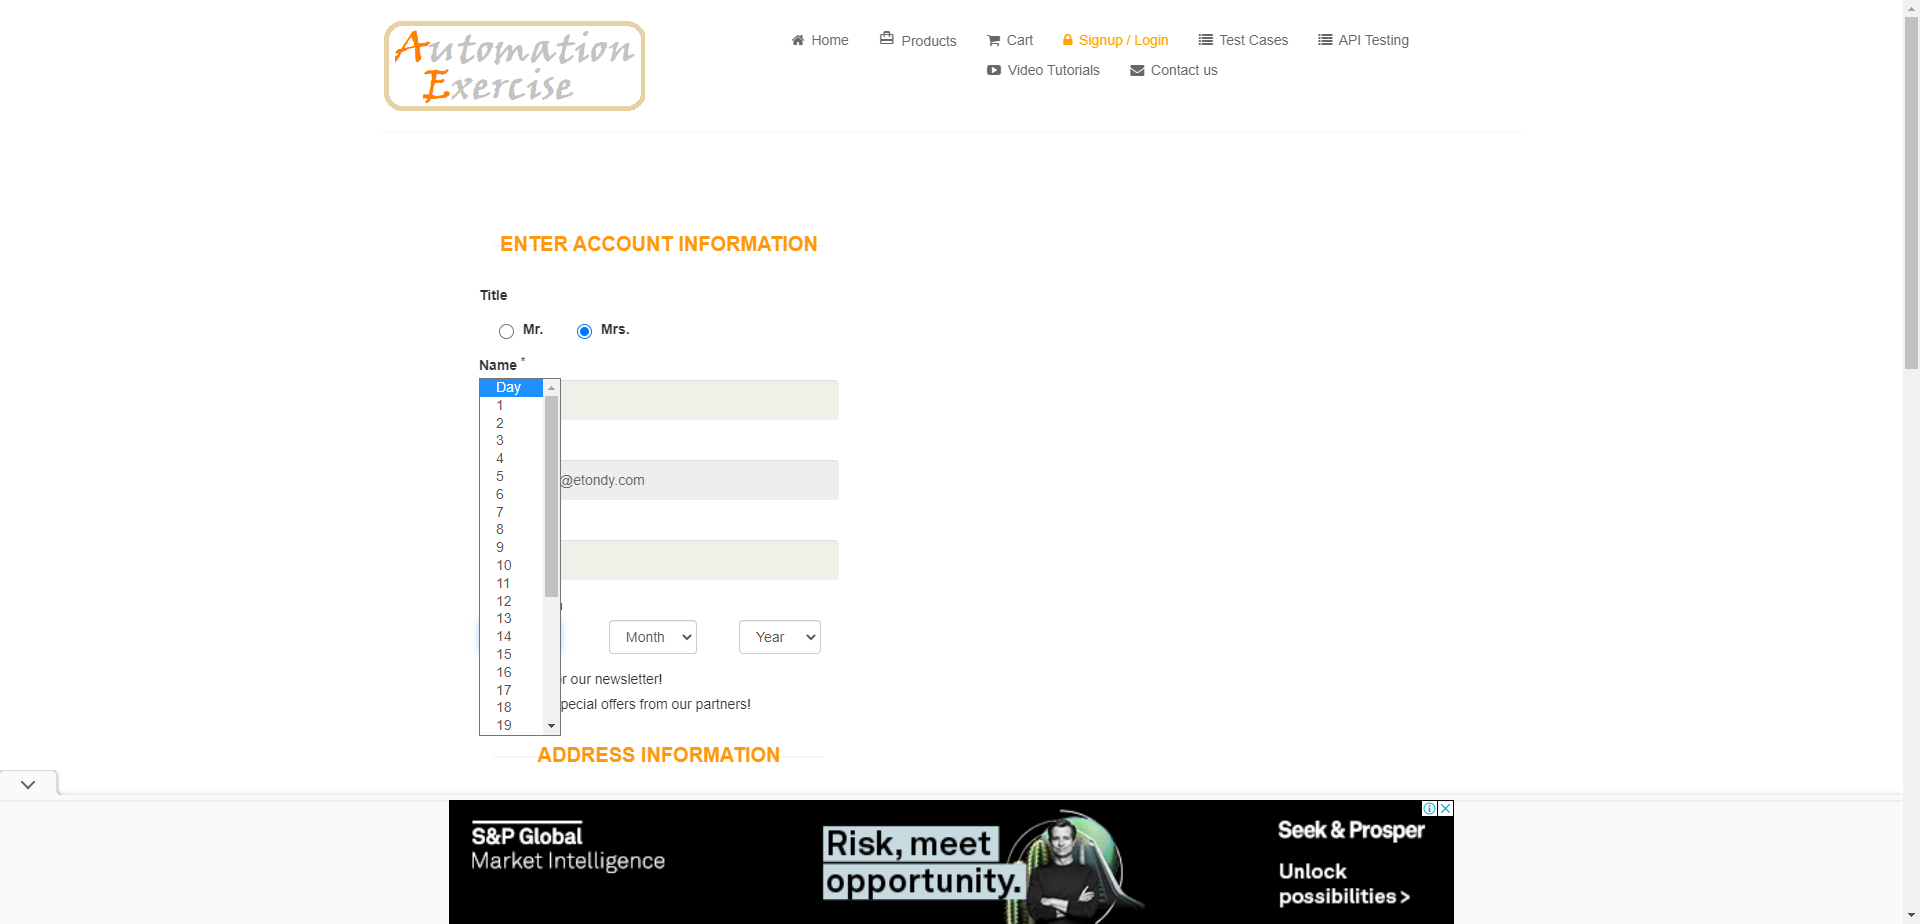 Automation
Exercise
Home
Products
Cart
Signup / Login
Test Cases
API Testing
Video Tutorials
Contact us
ENTER ACCOUNT INFORMATION
Title
Mr.
Mrs.
Name *
Day
1
2
3
4
5
6
7
8
9
10
11
12
13
14
15
16
17
18
19
@etondy.com
Month
Year
our newsletter!
pecial offers from our partners!
ADDRESS INFORMATION
S&P Global
Market Intelligence
Risk, meet
opportunity.
Seek & Prosper
Unlock
possibilities >